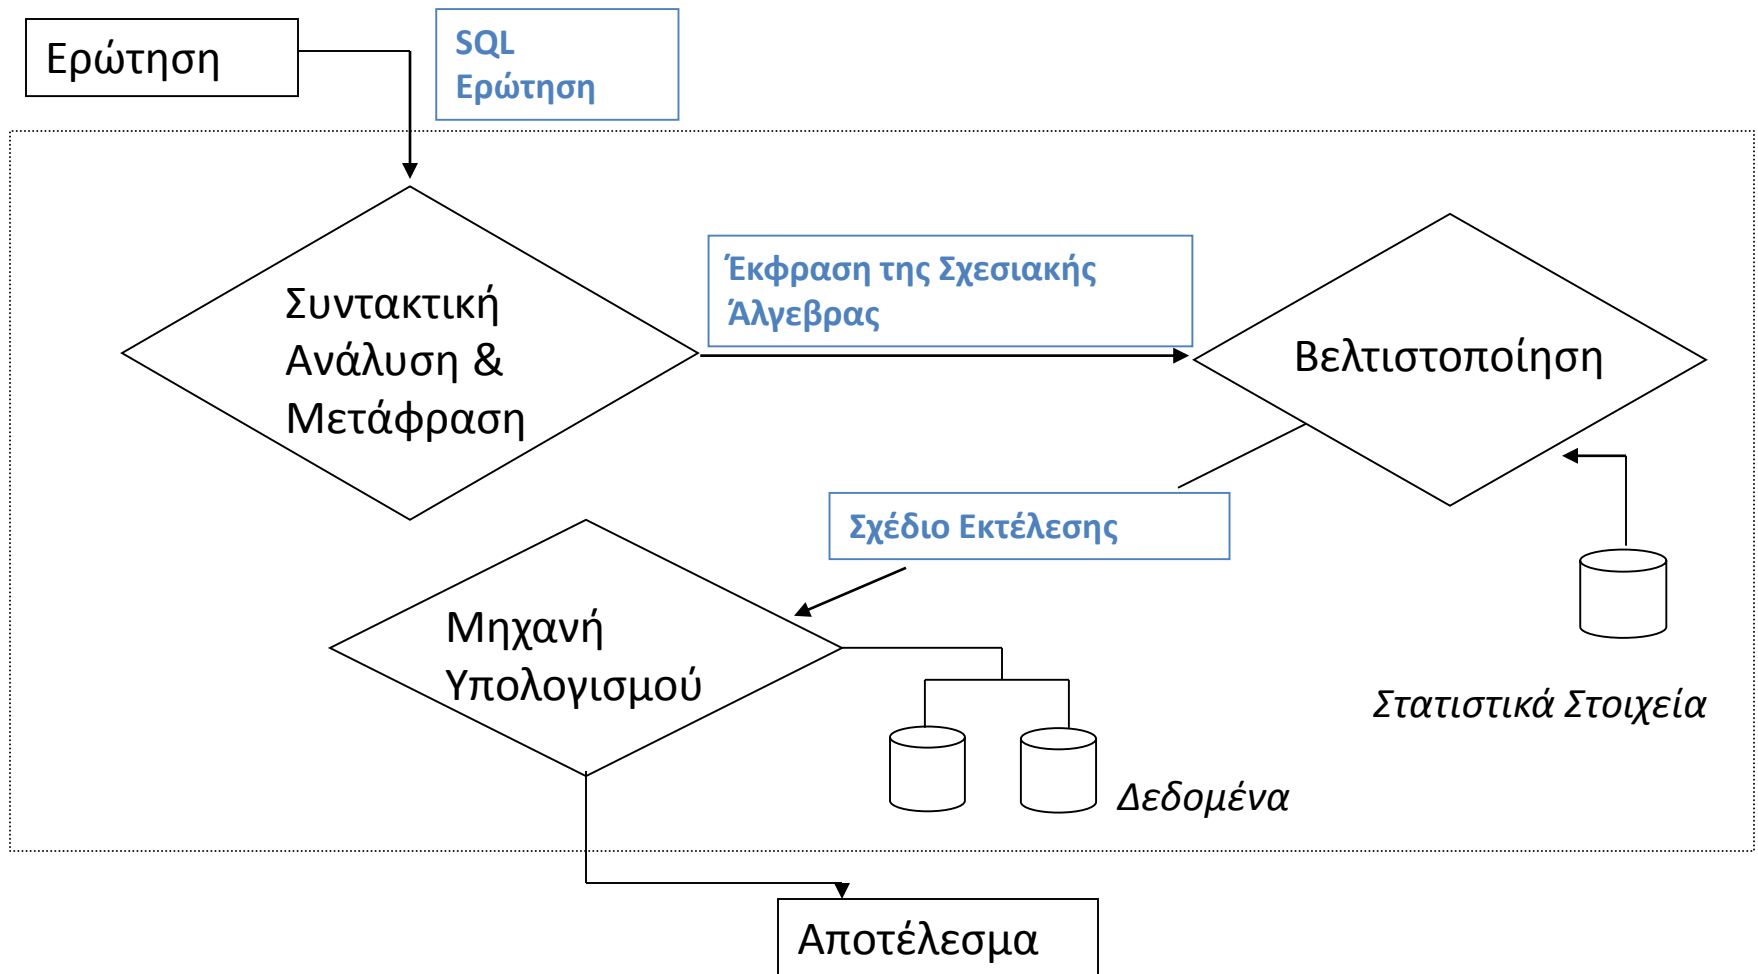 Ερώτηση
SQL
Ερώτηση
Συντακτική
Ανάλυση &
Μετάφραση
Έκφραση της Σχεσιακής
Άλγεβρας
Βελτιστοποίηση
Σχέδιο Εκτέλεσης
Μηχανή
Υπολογισμού
Στατιστικά Στοιχεία
Δεδομένα
Αποτέλεσμα